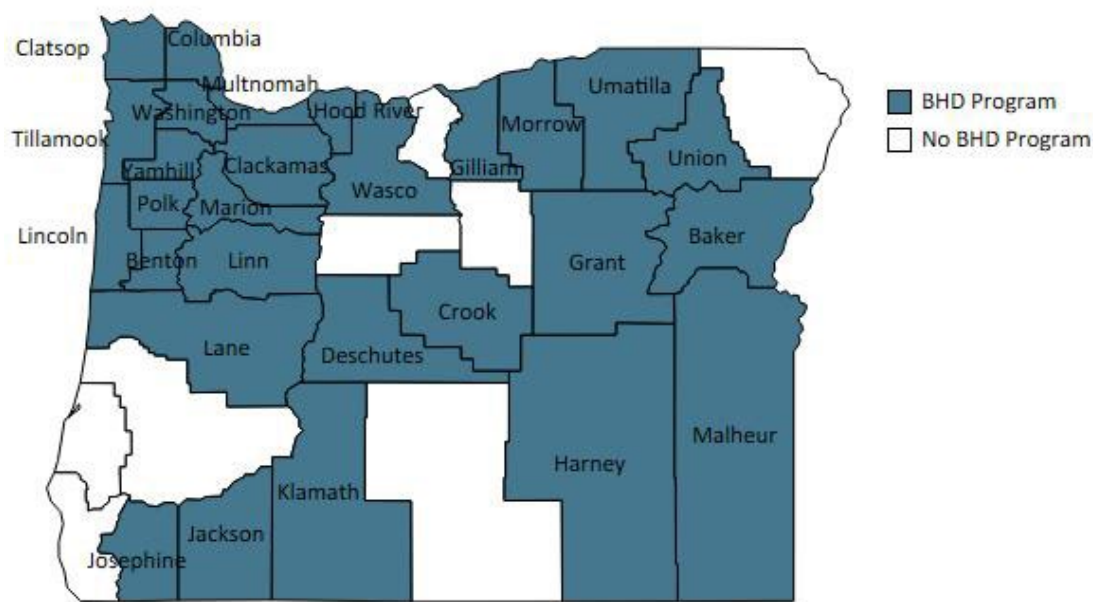 Clatsop
Columbia
Multnomah
Washington
Hood River
Umatilla
Morrow
BHD Program
No BHD Program
Tillamook
Yamhill
Clackamas
Gilliam
Union
Wasco
Polk
Marion
Lincoln
Benton
Linn
Grant
Baker
Crook
Lane
Deschutes
Malheur
Harney
Klamath
Jackson
Josephine